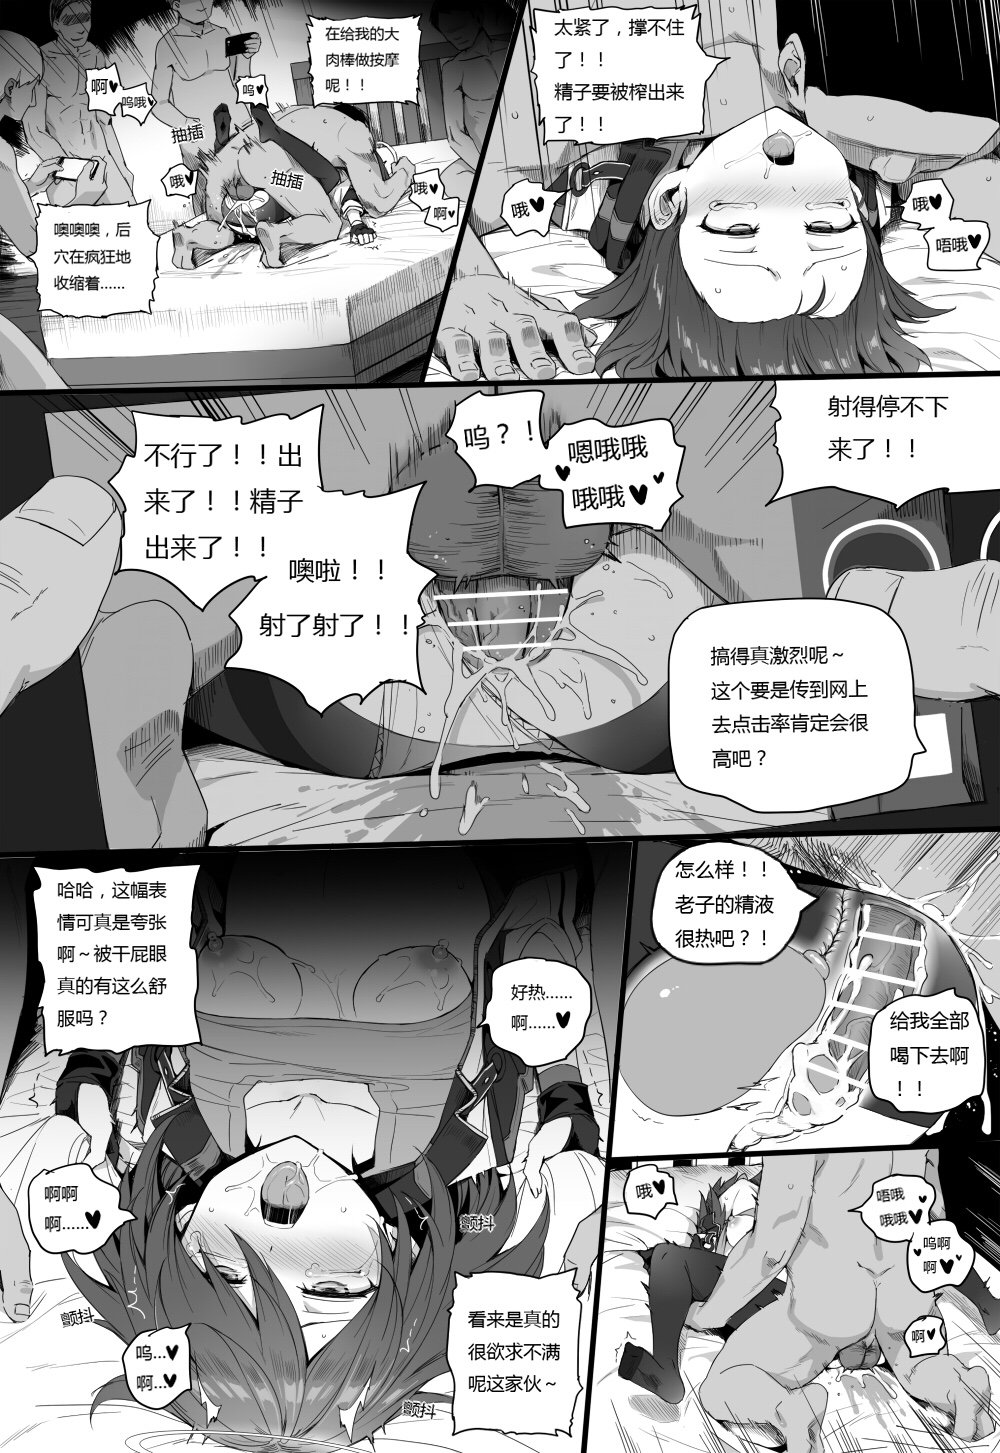 在给我的大
肉棒做按摩
呢！！
啊♥
呜哦♥
呜♥
抽插
抽插
哦♥
哦♥
啊♥
噢噢噢，后
穴在疯狂地
收缩着……
太紧了，撑不住
了！！
精子要被榨出来
了！！
哦♥
哦♥
唔哦♥
不行了！！出
来了！！精子
出来了！！
噢啦！！
射了射了！！
呜？！
嗯哦哦♥
♥哦哦♥
射得停不下
来了！！
搞得真激烈呢～
这个要是传到网上
去点击率肯定会很
高吧？
哈哈，这幅表
情可真是夸张
啊～被干屁眼
真的有这么舒
服吗？
好热……
啊……♥
啊啊
啊……♥
颤抖
颤抖
呜…♥
啊…♥
颤抖
看来是真的
很欲求不满
呢这家伙～
怎么样！！
老子的精液
很热吧？！
给我全部
喝下去啊
！！
哦♥
唔哦♥
哦哦♥
♥呜啊♥
啊♥
啊♥